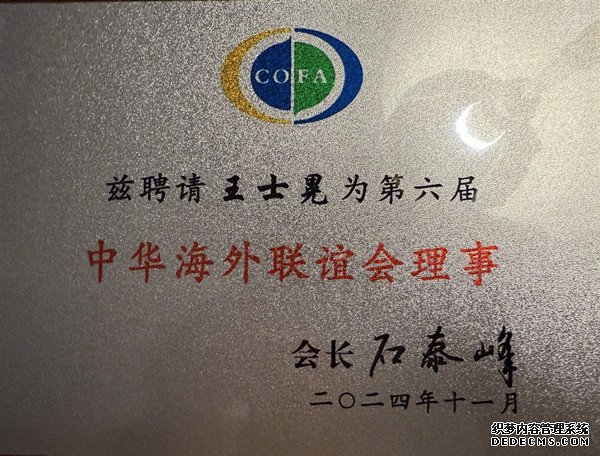 COFA
兹聘请王士晃为第六届
中华海外联谊会理事
会长 石泰峰
二〇二四年十一月
织梦内容管理系统
DEDECMS.COM